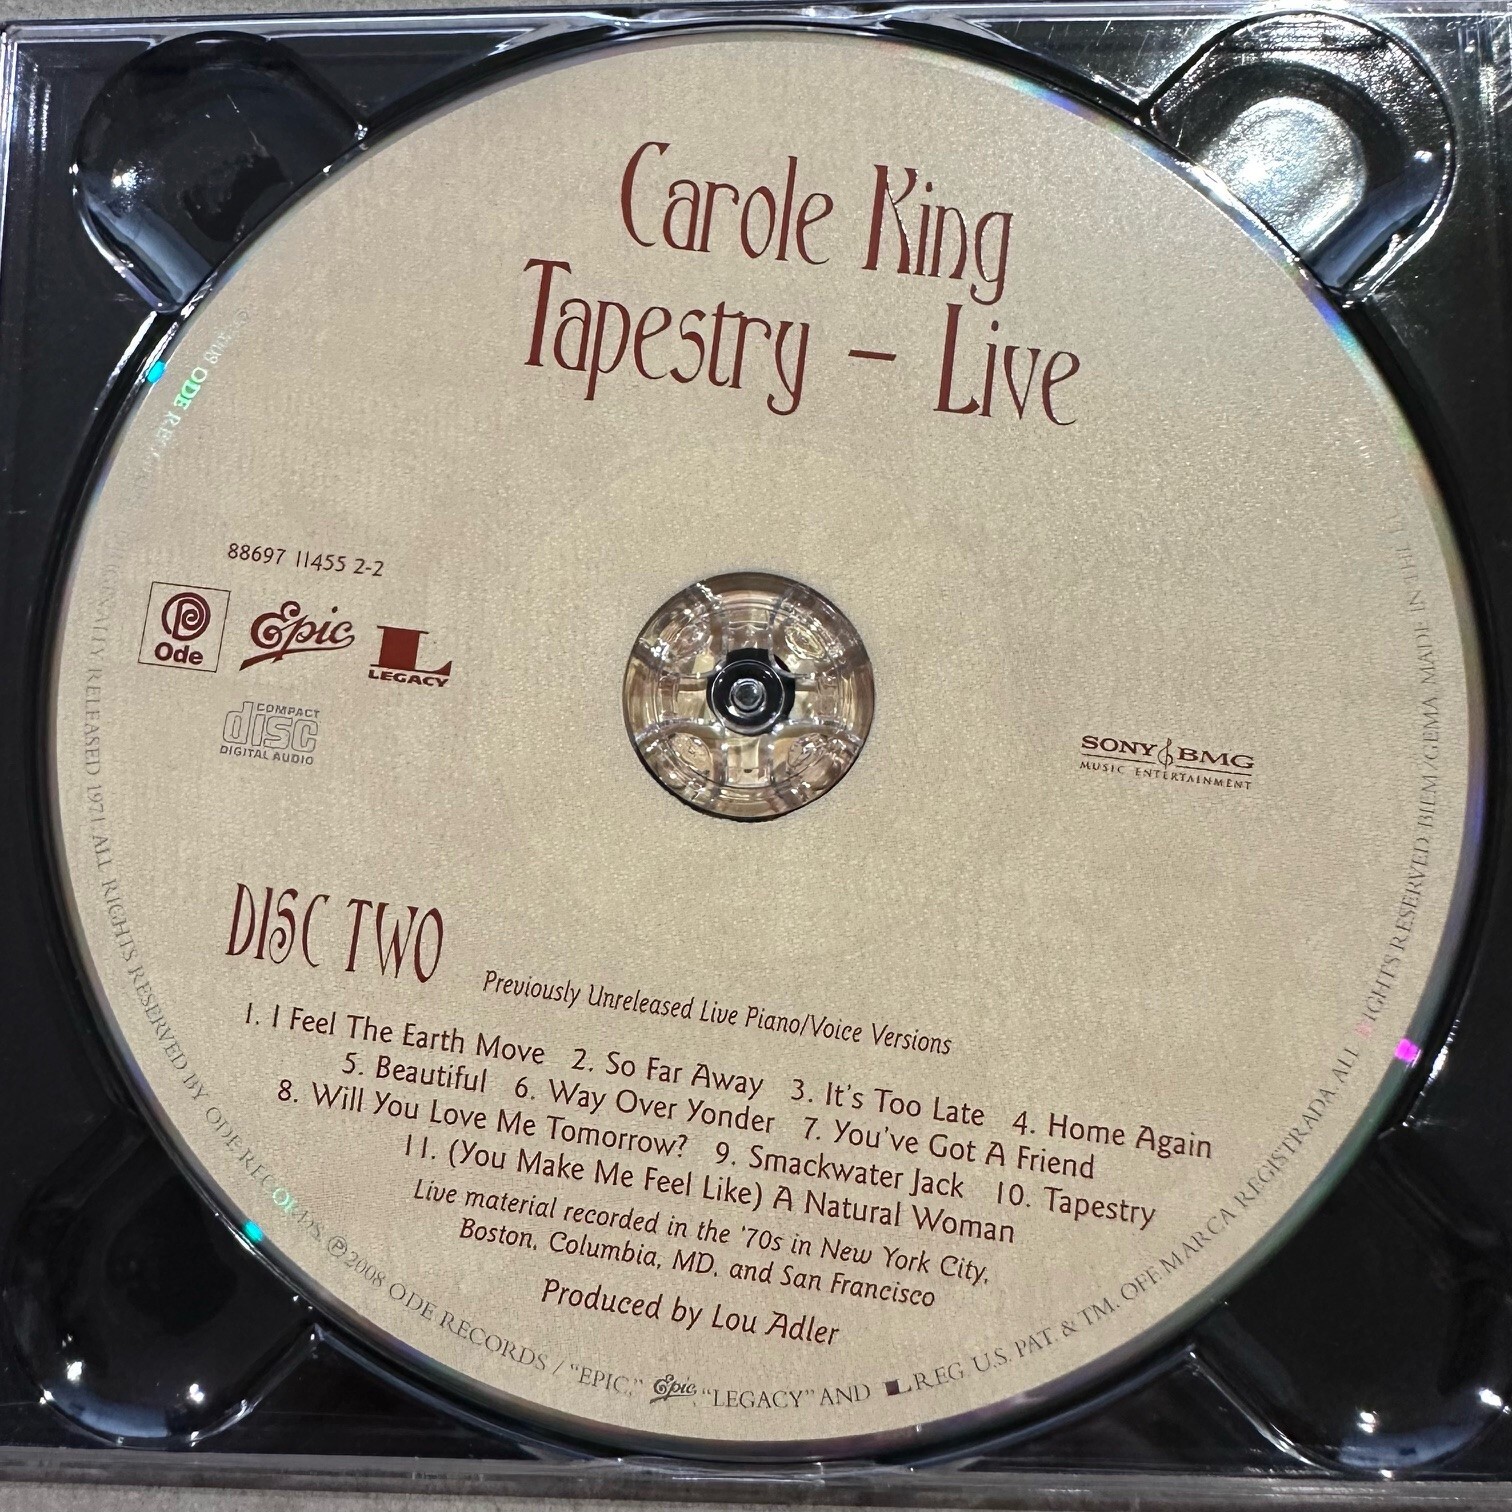 Carole King
Tapestry – Live
88697 11455 2-2
Ode
Epic
L
LEGACY
COMPACT
disc
DIGITAL AUDIO
SONY BMG
MUSIC ENTERTAINMENT
DISC TWO
Previously Unreleased Live Piano/Voice Versions
1. I Feel The Earth Move 2. So Far Away 3. It's Too Late 4. Home Again
5. Beautiful 6. Way Over Yonder 7. You've Got A Friend
8. Will You Love Me Tomorrow? 9. Smackwater Jack 10. Tapestry
11. (You Make Me Feel Like) A Natural Woman
Live material recorded in the '70s in New York City,
Boston, Columbia, MD, and San Francisco
Produced by Lou Adler
2008 ODE RELEASED 1971 ALL RIGHTS RESERVED BY ODE RECORDS. ℗ 2008 ODE RECORDS / "EPIC," Epic, "LEGACY" AND L REG. U.S. PAT. & TM. OFF. MARCA REGISTRADA. ALL RIGHTS RESERVED. BIEM/GEMA MADE IN THE